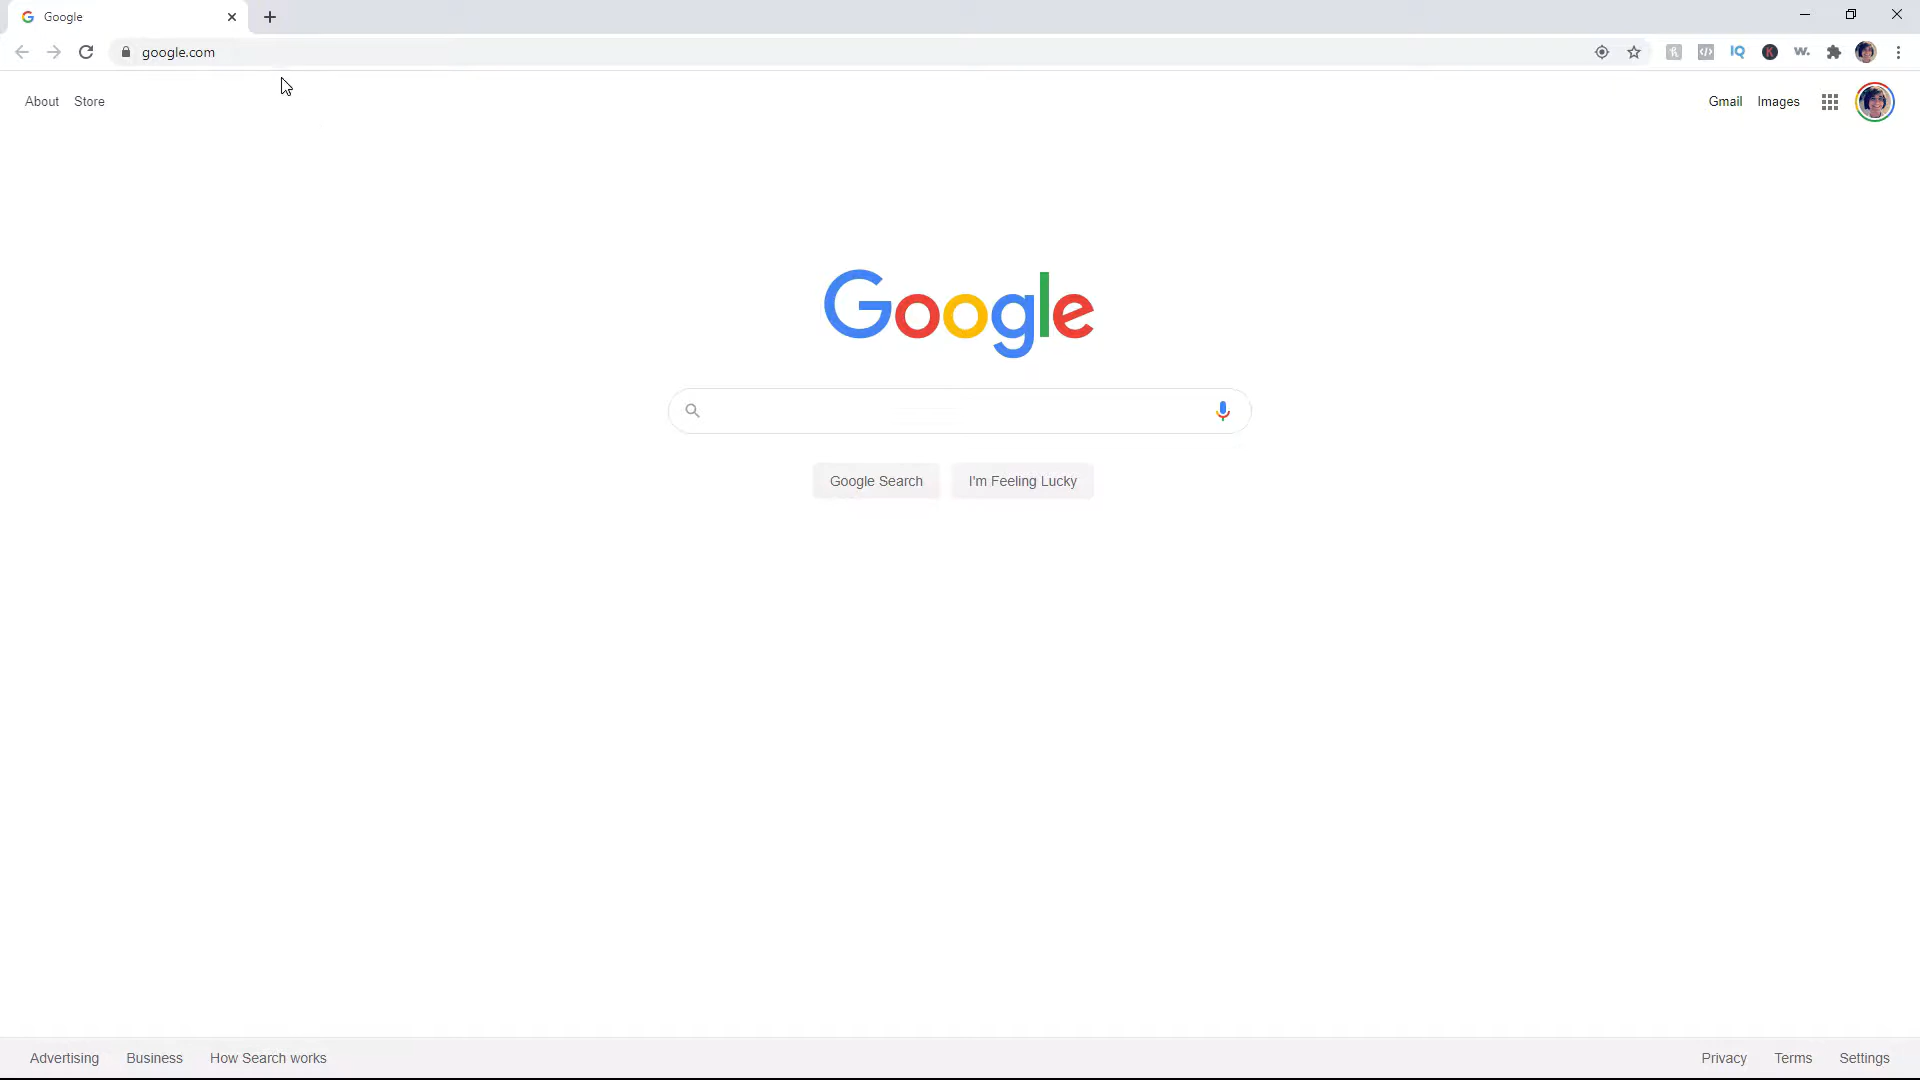 Google
google.com
IQ
K
w.
About Store
Gmail Images
Google
Google Search
I'm Feeling Lucky
Advertising Business How Search works
Privacy Terms Settings